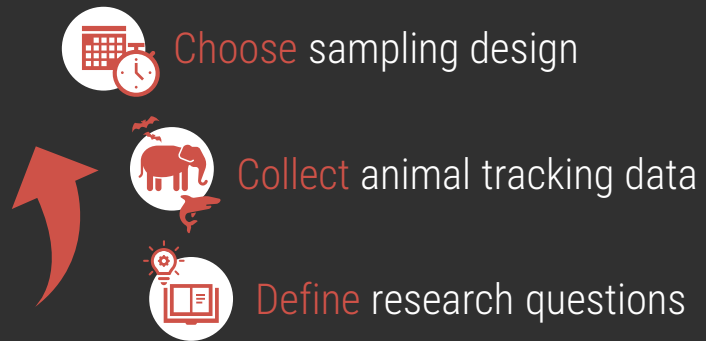 Choose sampling design
Collect animal tracking data
Define research questions